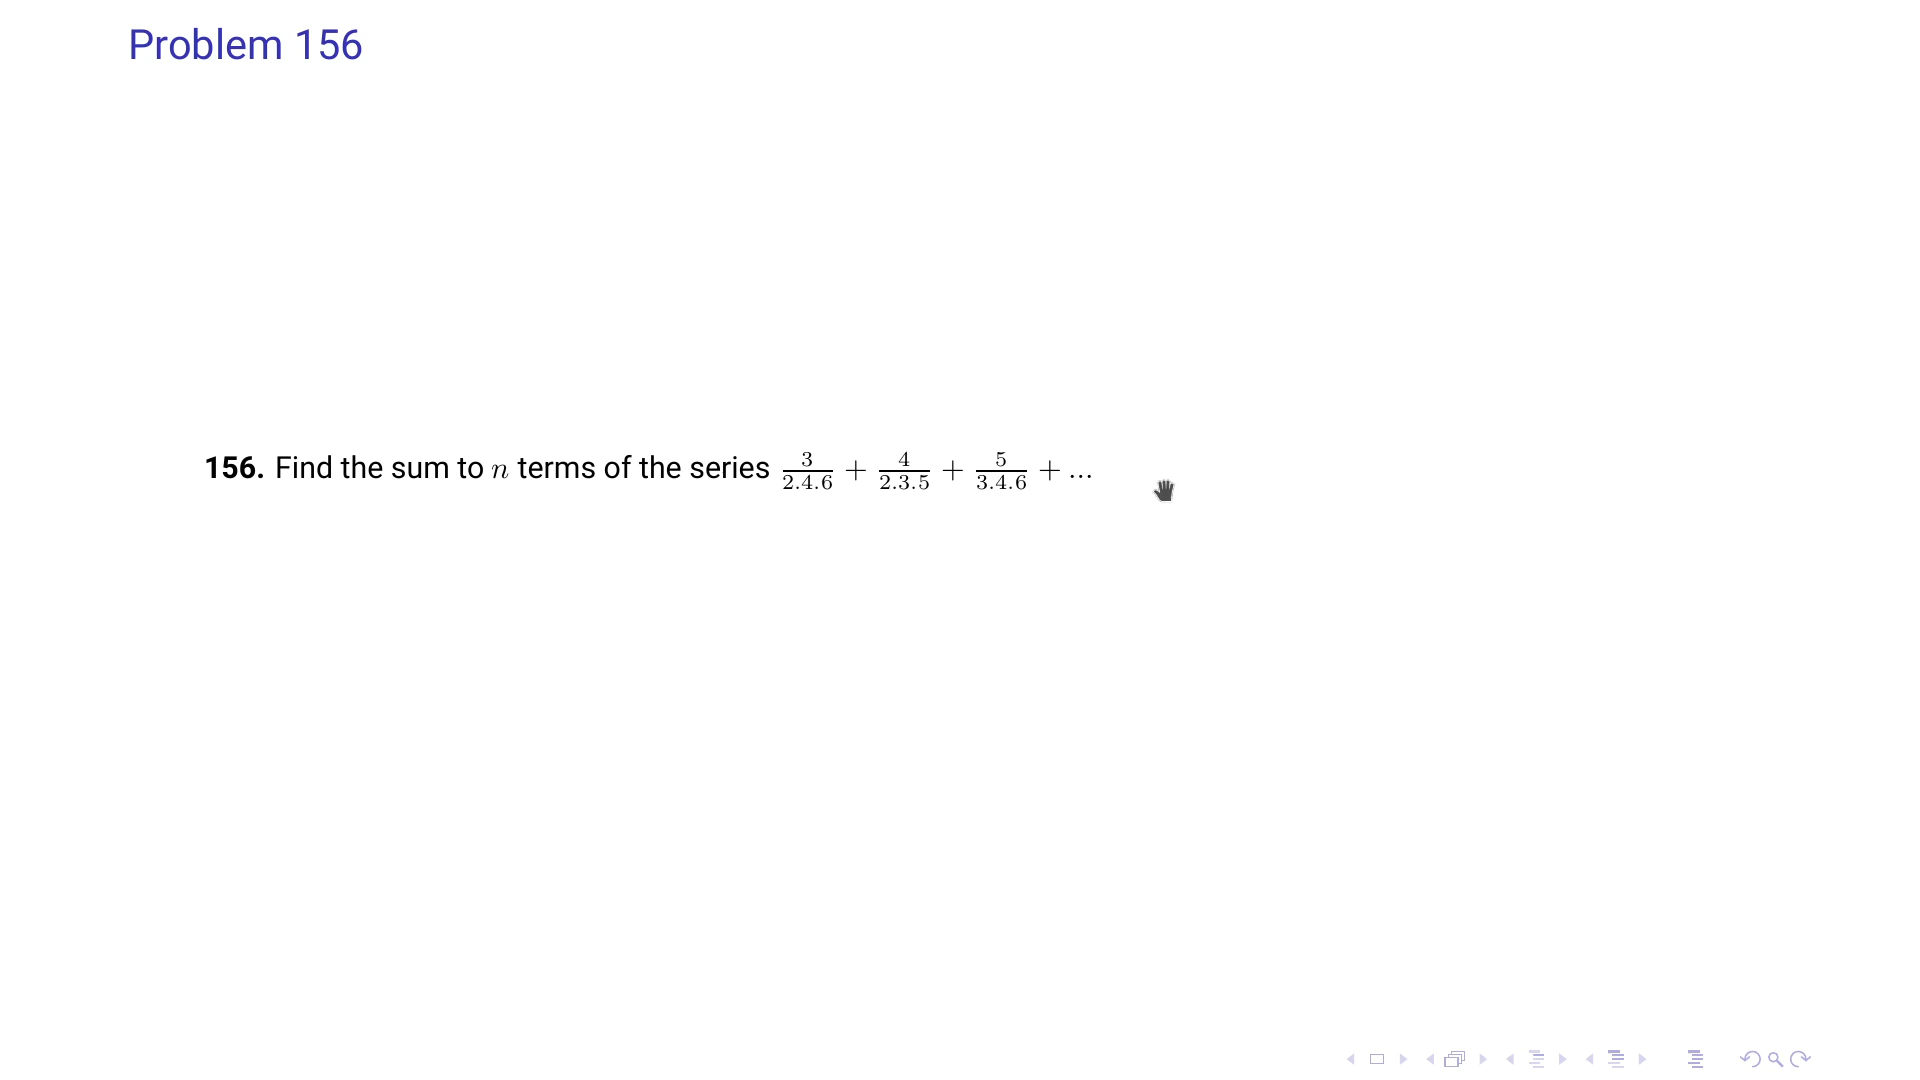 Problem 156
156. Find the sum to n terms of the series 3/2.4.6 + 4/2.3.5 + 5/3.4.6 + ...